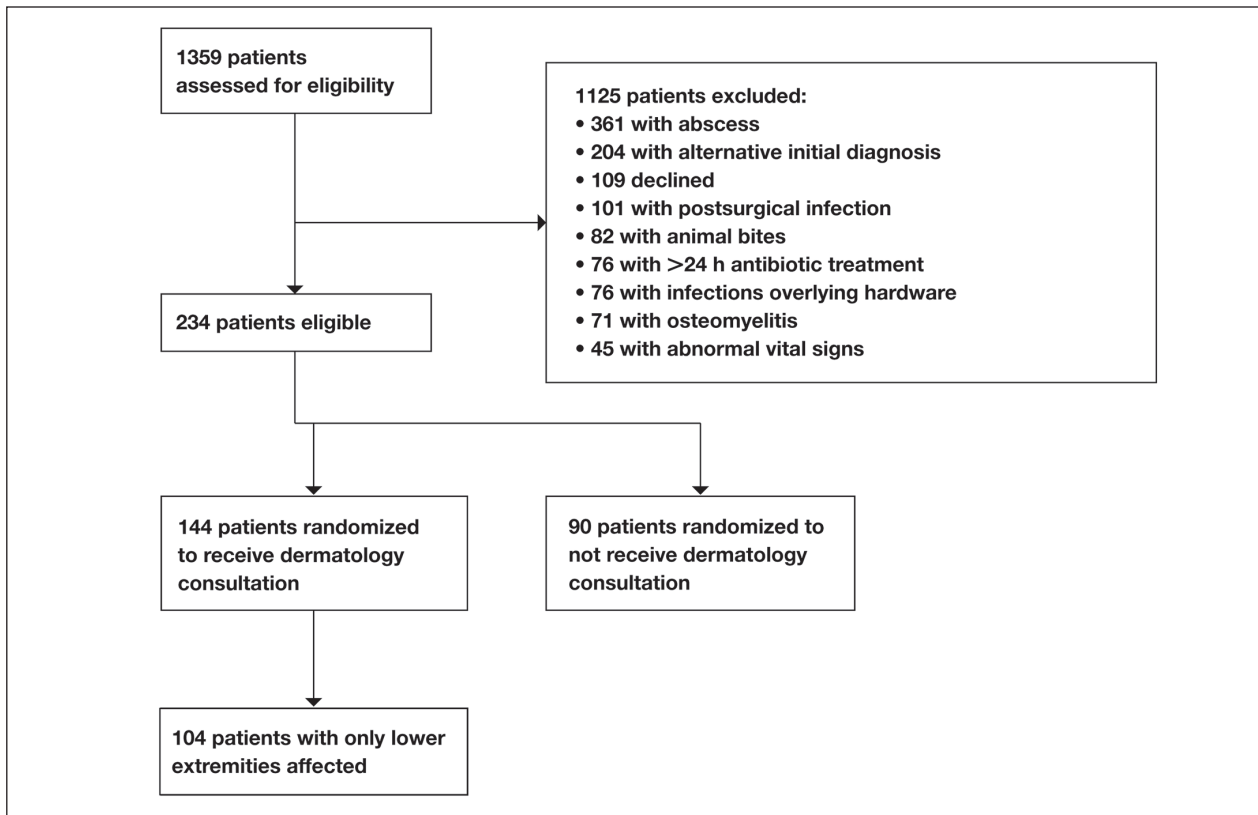 1359 patients
assessed for eligibility
1125 patients excluded:
• 361 with abscess
• 204 with alternative initial diagnosis
• 109 declined
• 101 with postsurgical infection
• 82 with animal bites
• 76 with >24 h antibiotic treatment
• 76 with infections overlying hardware
• 71 with osteomyelitis
• 45 with abnormal vital signs
234 patients eligible
144 patients randomized
to receive dermatology
consultation
90 patients randomized to
not receive dermatology
consultation
104 patients with only lower
extremities affected